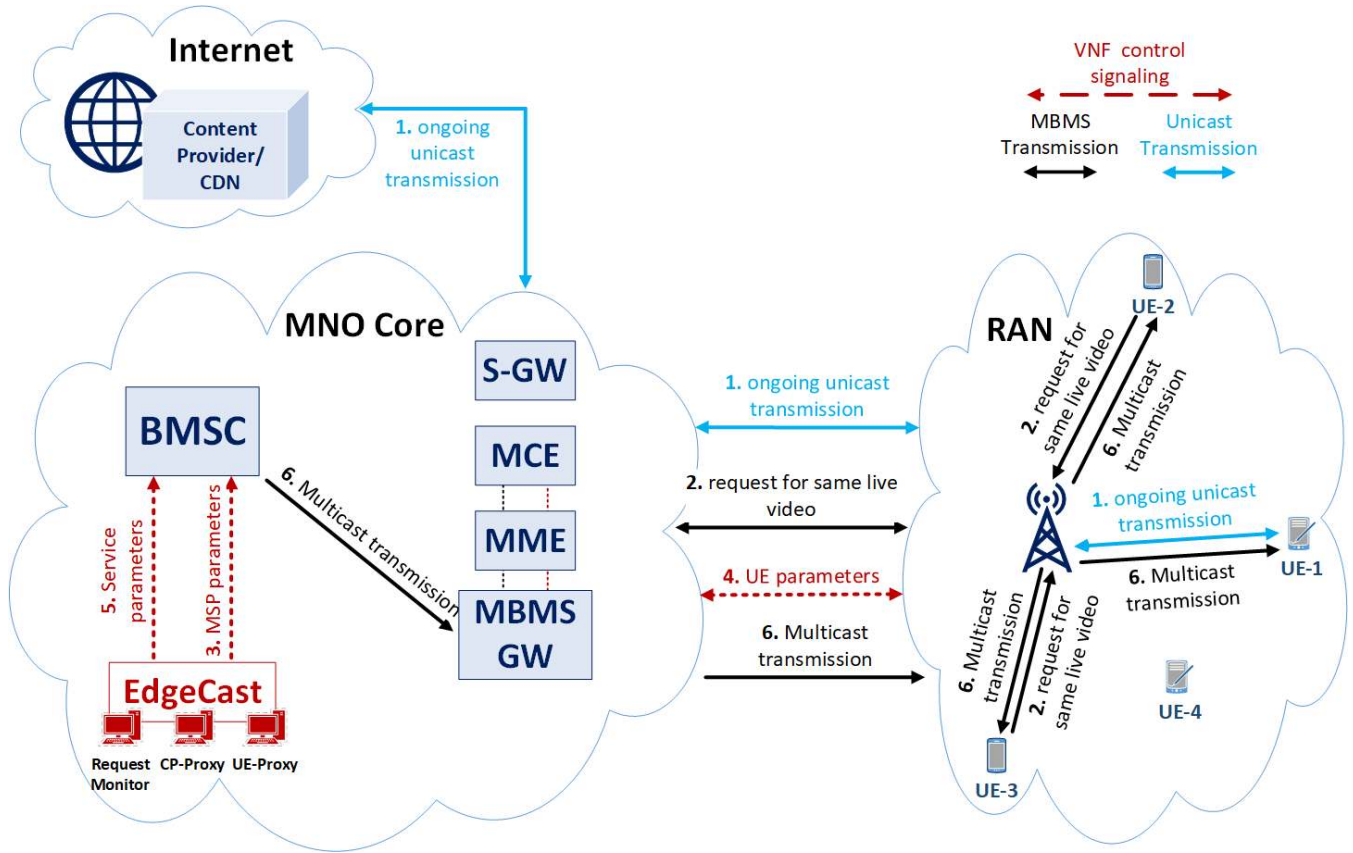 Internet
Content
Provider/
CDN
1. ongoing
unicast
transmission
VNF control
signaling
MBMS
Transmission
Unicast
Transmission
MNO Core
S-GW
BMSC
MCE
MME
MBMS
GW
6. Multicast transmission
5. Service
parameters
3. MSP parameters
EdgeCast
Request
Monitor
CP-Proxy
UE-Proxy
1. ongoing unicast
transmission
2. request for same live
video
4. UE parameters
6. Multicast
transmission
RAN
UE-2
2. request for
same live video
6. Multicast
transmission
1. ongoing unicast
transmission
UE-1
6. Multicast
transmission
6. Multicast
transmission
2. request for
same live video
UE-4
UE-3